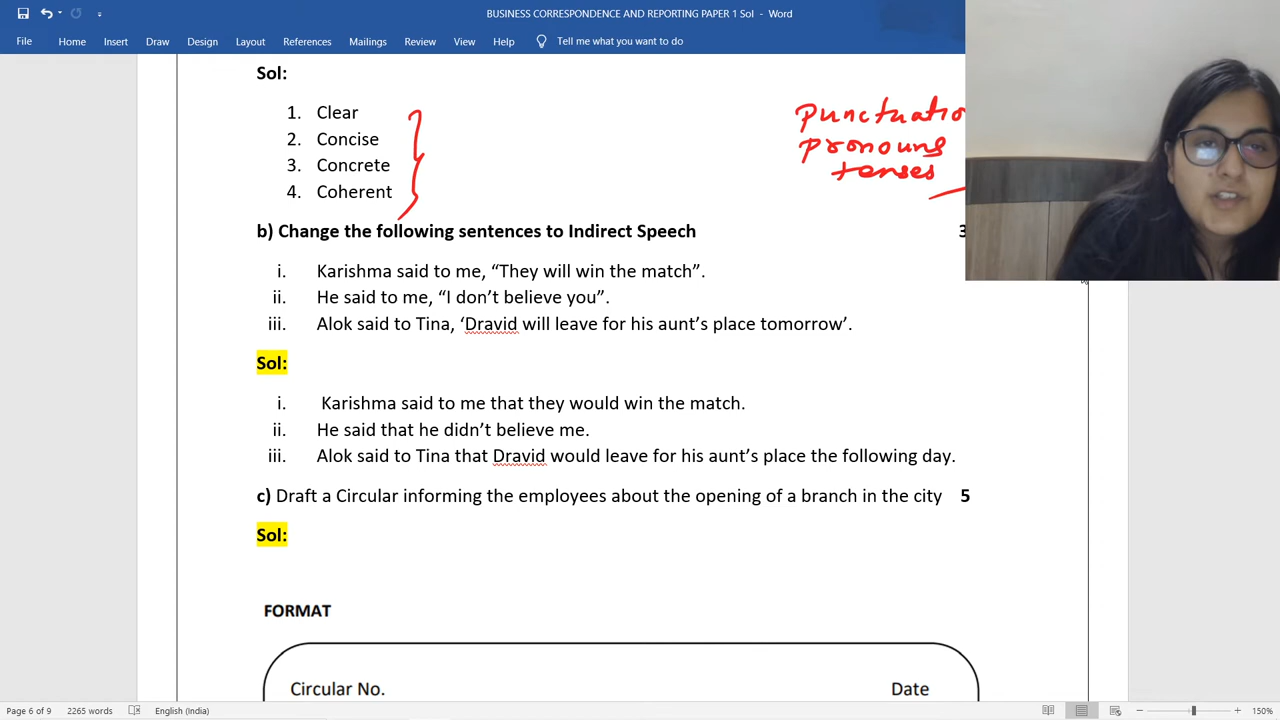 BUSINESS CORRESPONDENCE AND REPORTING PAPER 1 Sol - Word
File Home Insert Draw Design Layout References Mailings Review View Help Tell me what you want to do
Sol:
1. Clear
2. Concise
3. Concrete
4. Coherent
Punctuatio
Pronouns
tenses
b) Change the following sentences to Indirect Speech 3
i. Karishma said to me, “They will win the match”.
ii. He said to me, “I don’t believe you”.
iii. Alok said to Tina, ‘Dravid will leave for his aunt’s place tomorrow’.
Sol:
i. Karishma said to me that they would win the match.
ii. He said that he didn’t believe me.
iii. Alok said to Tina that Dravid would leave for his aunt’s place the following day.
c) Draft a Circular informing the employees about the opening of a branch in the city 5
Sol:
FORMAT
Circular No. Date
Page 6 of 9 2265 words English (India) 150%